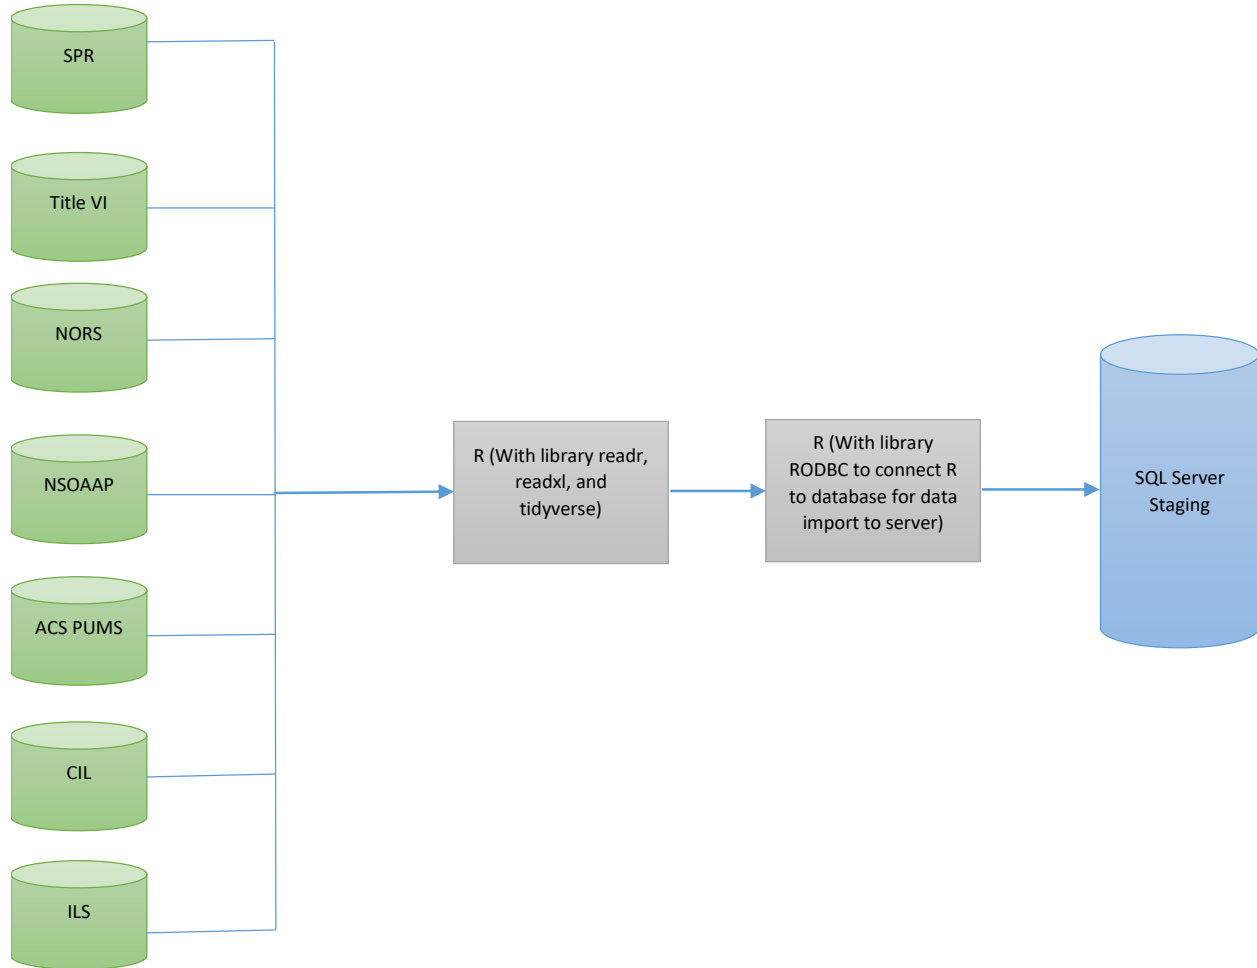 SPR
Title VI
NORS
NSOAAP
ACS PUMS
CIL
ILS
R (With library readr,
readxl, and
tidyverse)
R (With library
RODBC to connect R
to database for data
import to server)
SQL Server
Staging